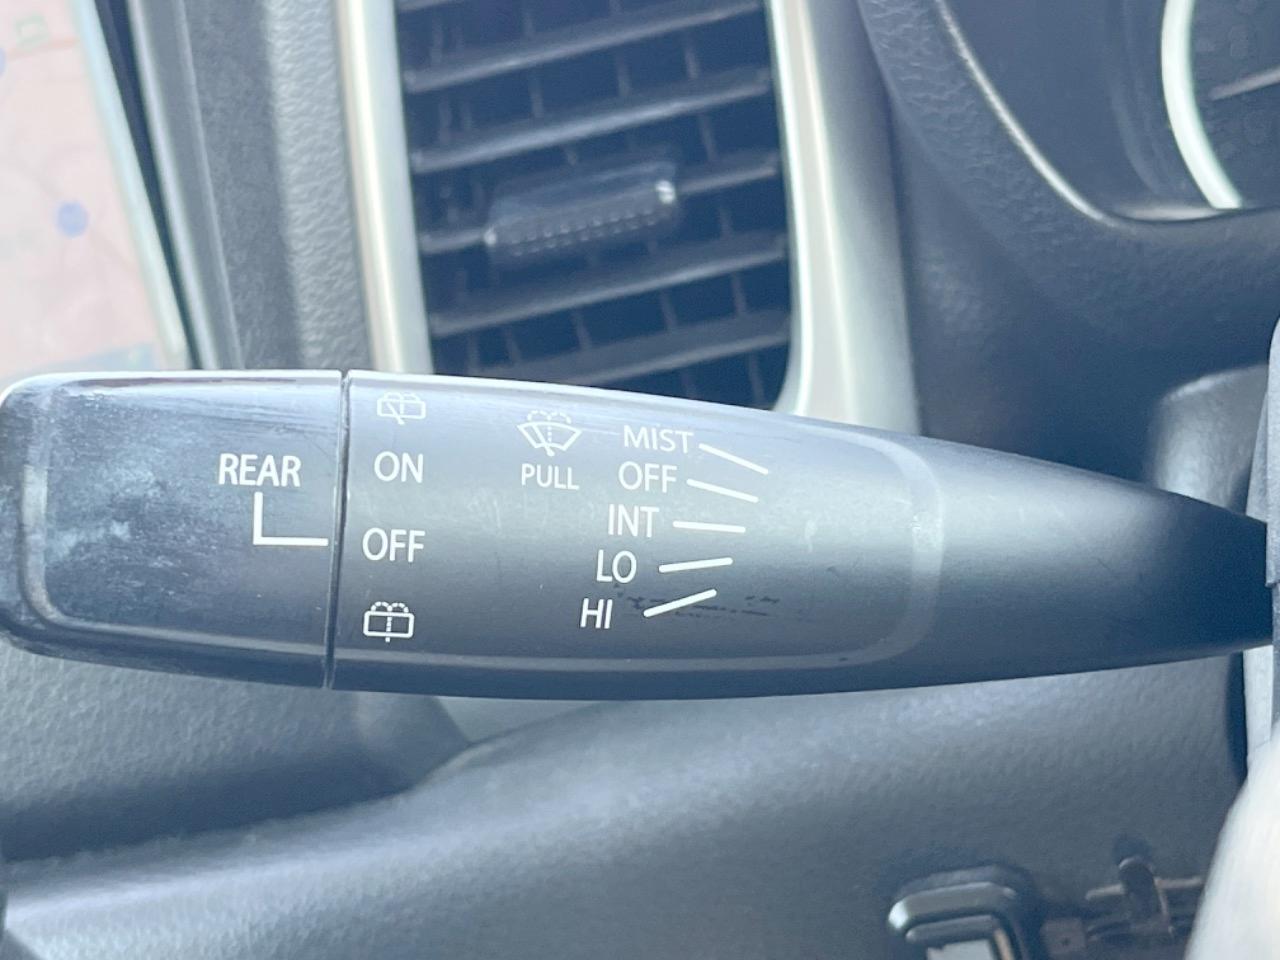 REAR
ON
OFF
PULL
MIST
OFF
INT
LO
HI